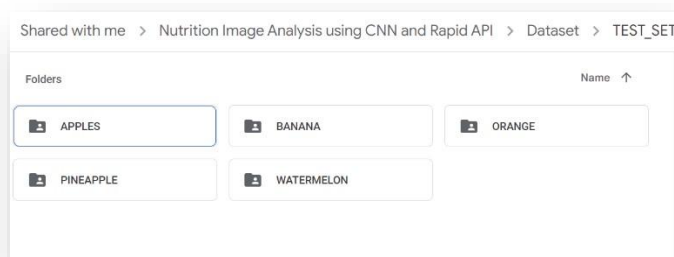 Shared with me > Nutrition Image Analysis using CNN and Rapid API > Dataset > TEST_SET
Folders Name ↑
APPLES BANANA ORANGE
PINEAPPLE WATERMELON